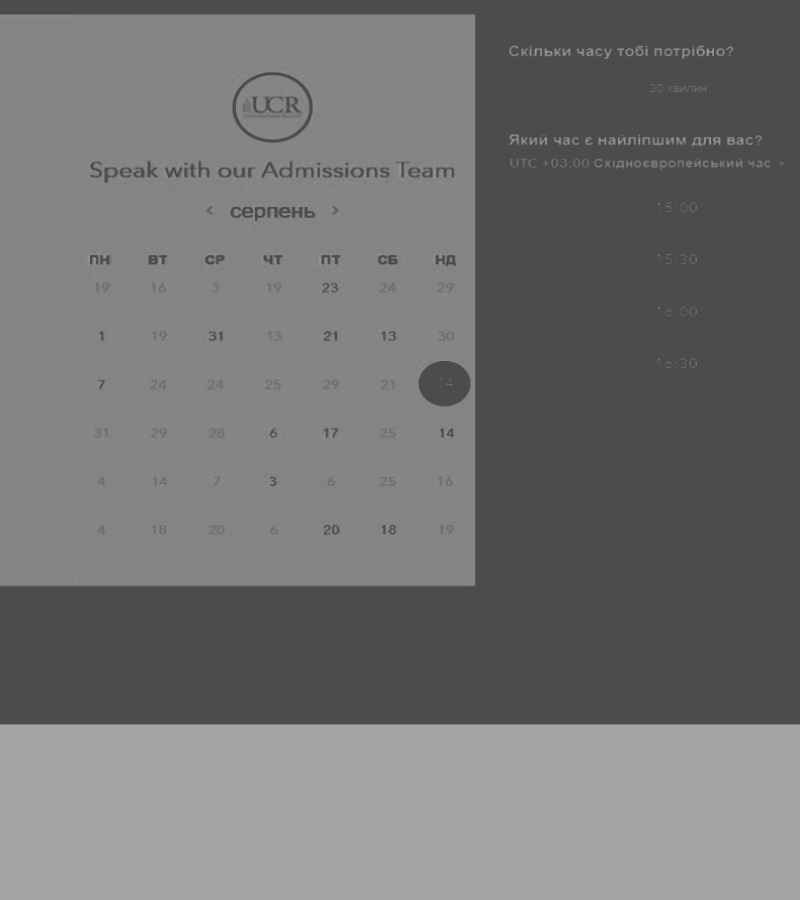 UCR
Speak with our Admissions Team
< серпень >
ПН ВТ СР ЧТ ПТ СБ НД
19 16 3 19 23 24 29
1 19 31 13 21 13 30
7 24 24 25 29 21 14
31 29 28 6 17 25 14
4 14 7 3 6 25 16
4 18 20 6 20 18 19
Скільки часу тобі потрібно?
30 хвилин
Який час є найліпшим для вас?
UTC +03:00 Східноєвропейський час
15:00
15:30
16:00
16:30